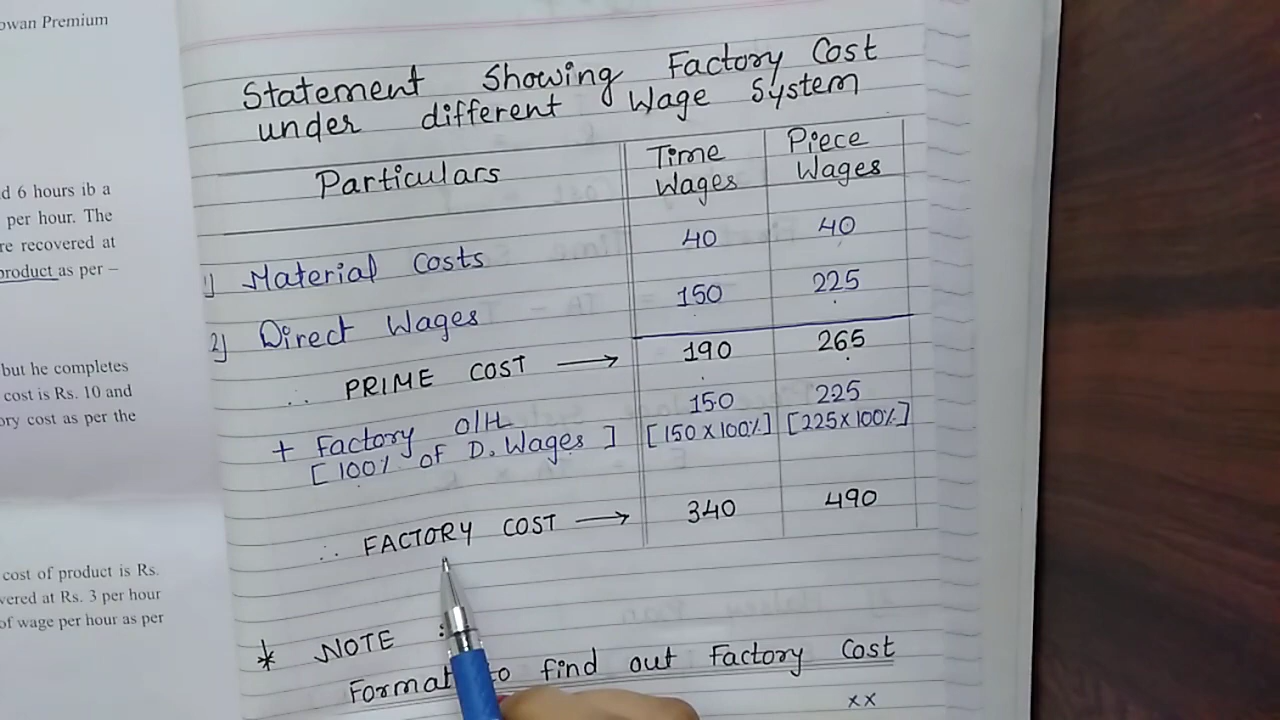 owan Premium
d 6 hours ib a
per hour. The
re recovered at
product as per –
but he completes
cost is Rs. 10 and
ory cost as per the
cost of product is Rs.
vered at Rs. 3 per hour
of wage per hour as per
Statement Showing Factory Cost
under different Wage System
Particulars Time Wages Piece Wages
1) Material Costs 40 40
2) Direct Wages 150 225
∴ PRIME COST → 190 265
+ Factory O/H 150 225
[100% of D. Wages] [150 X 100%] [225 X 100%]
∴ FACTORY COST → 340 490
* NOTE :
Format to find out Factory Cost
xx